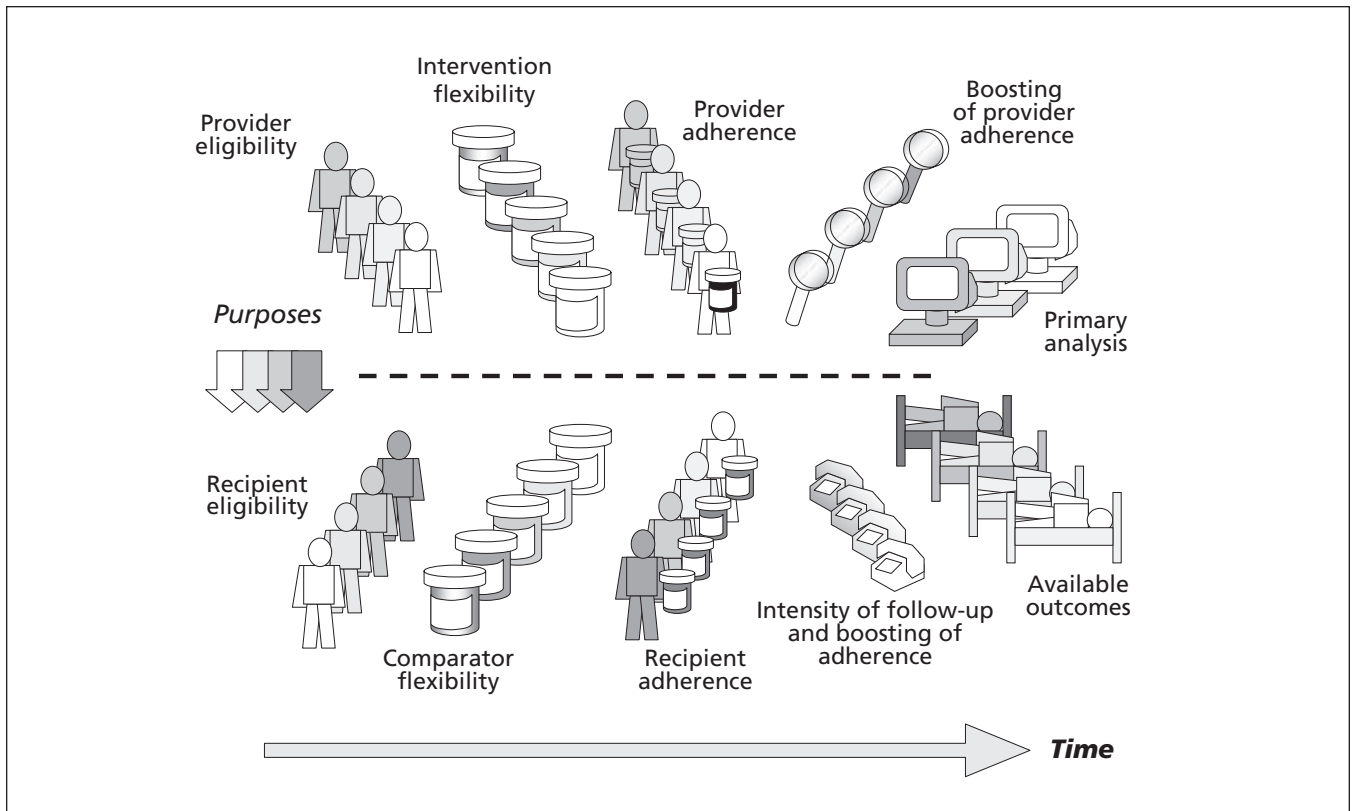 Intervention
flexibility
Provider
eligibility
Provider
adherence
Boosting
of provider
adherence
Primary
analysis
Purposes
Recipient
eligibility
Comparator
flexibility
Recipient
adherence
Intensity of follow-up
and boosting of
adherence
Available
outcomes
Time